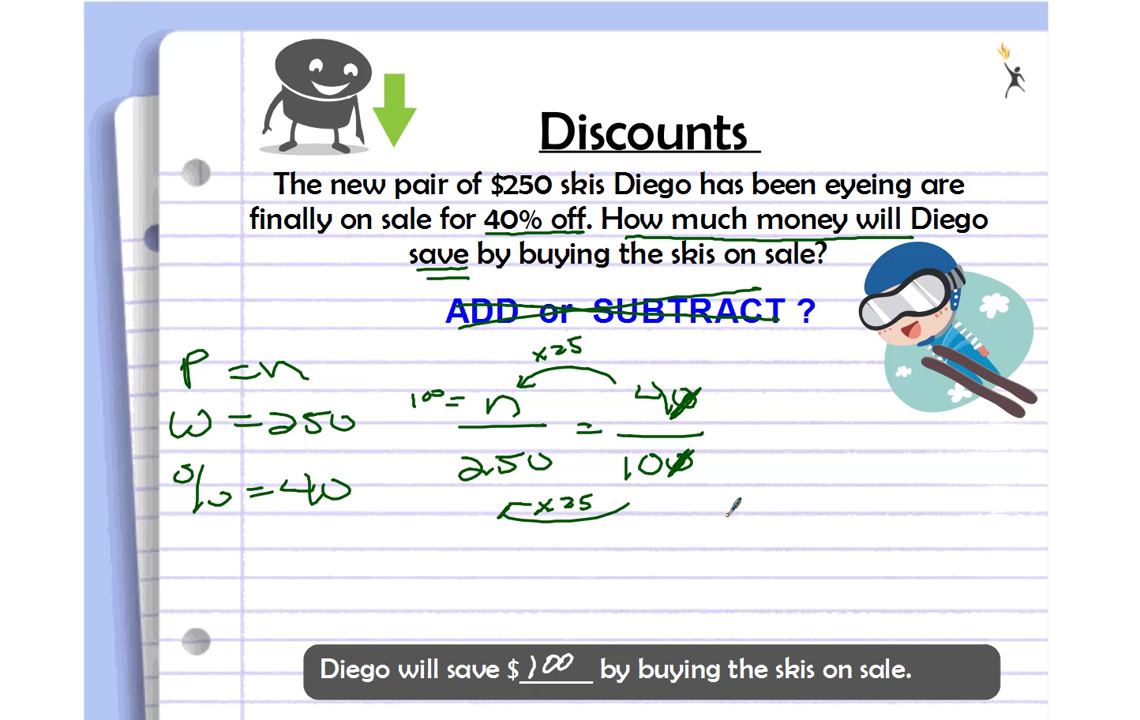 Discounts
The new pair of $250 skis Diego has been eyeing are
finally on sale for 40% off. How much money will Diego
save by buying the skis on sale?
ADD or SUBTRACT ?
P = n
W = 250
% = 40
x25
100 = n = 40
250 100
x25
Diego will save $100 by buying the skis on sale.